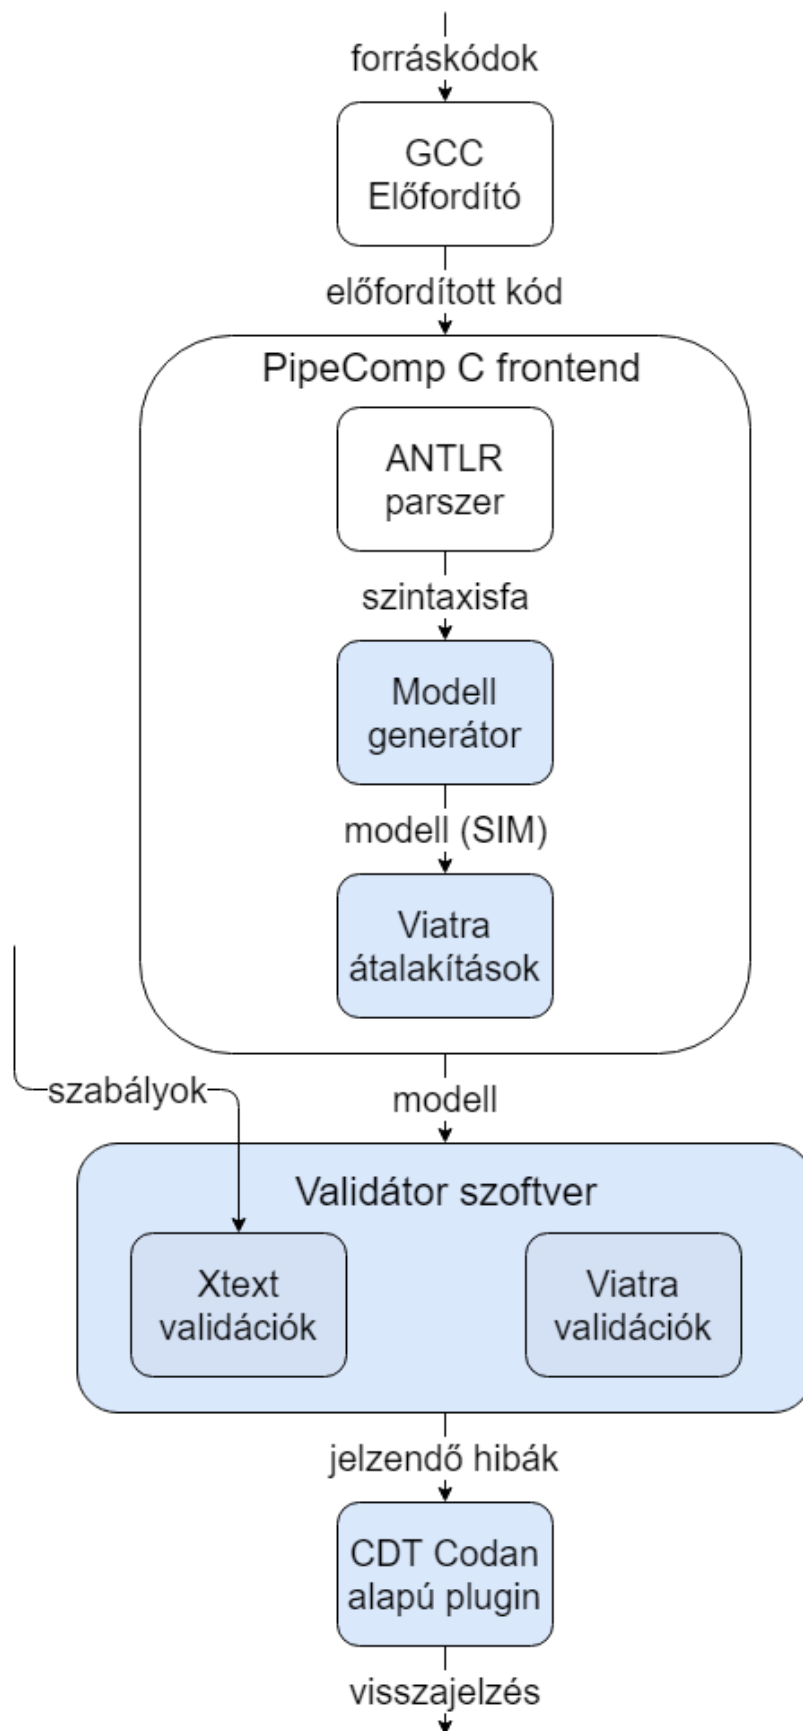 forráskódok
GCC
Előfordító
előfordított kód
PipeComp C frontend
ANTLR
parszer
szintaxisfa
Modell
generátor
modell (SIM)
Viatra
átalakítások
szabályok
modell
Validátor szoftver
Xtext
validációk
Viatra
validációk
jelzendő hibák
CDT Codan
alapú plugin
visszajelzés